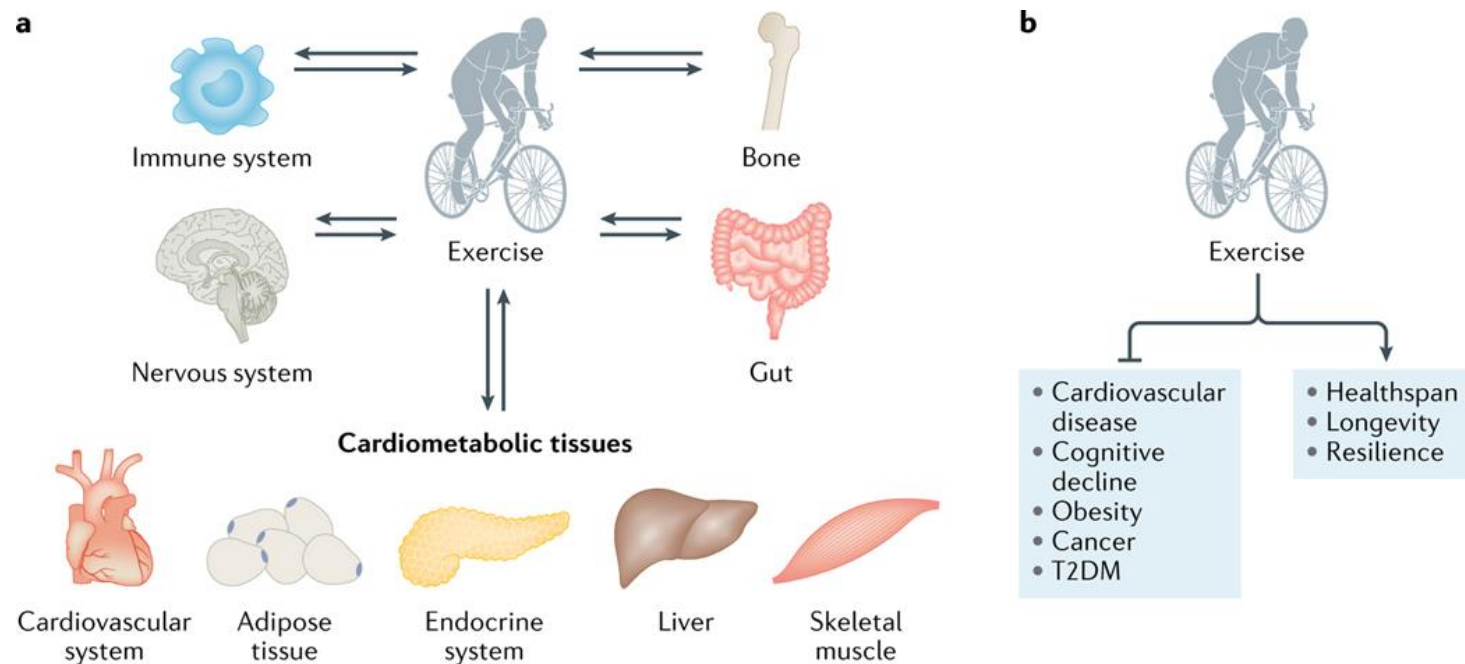 a
Immune system
Bone
Exercise
Nervous system
Gut
Cardiometabolic tissues
Cardiovascular
system
Adipose
tissue
Endocrine
system
Liver
Skeletal
muscle
b
Exercise
• Cardiovascular
disease
• Cognitive
decline
• Obesity
• Cancer
• T2DM
• Healthspan
• Longevity
• Resilience